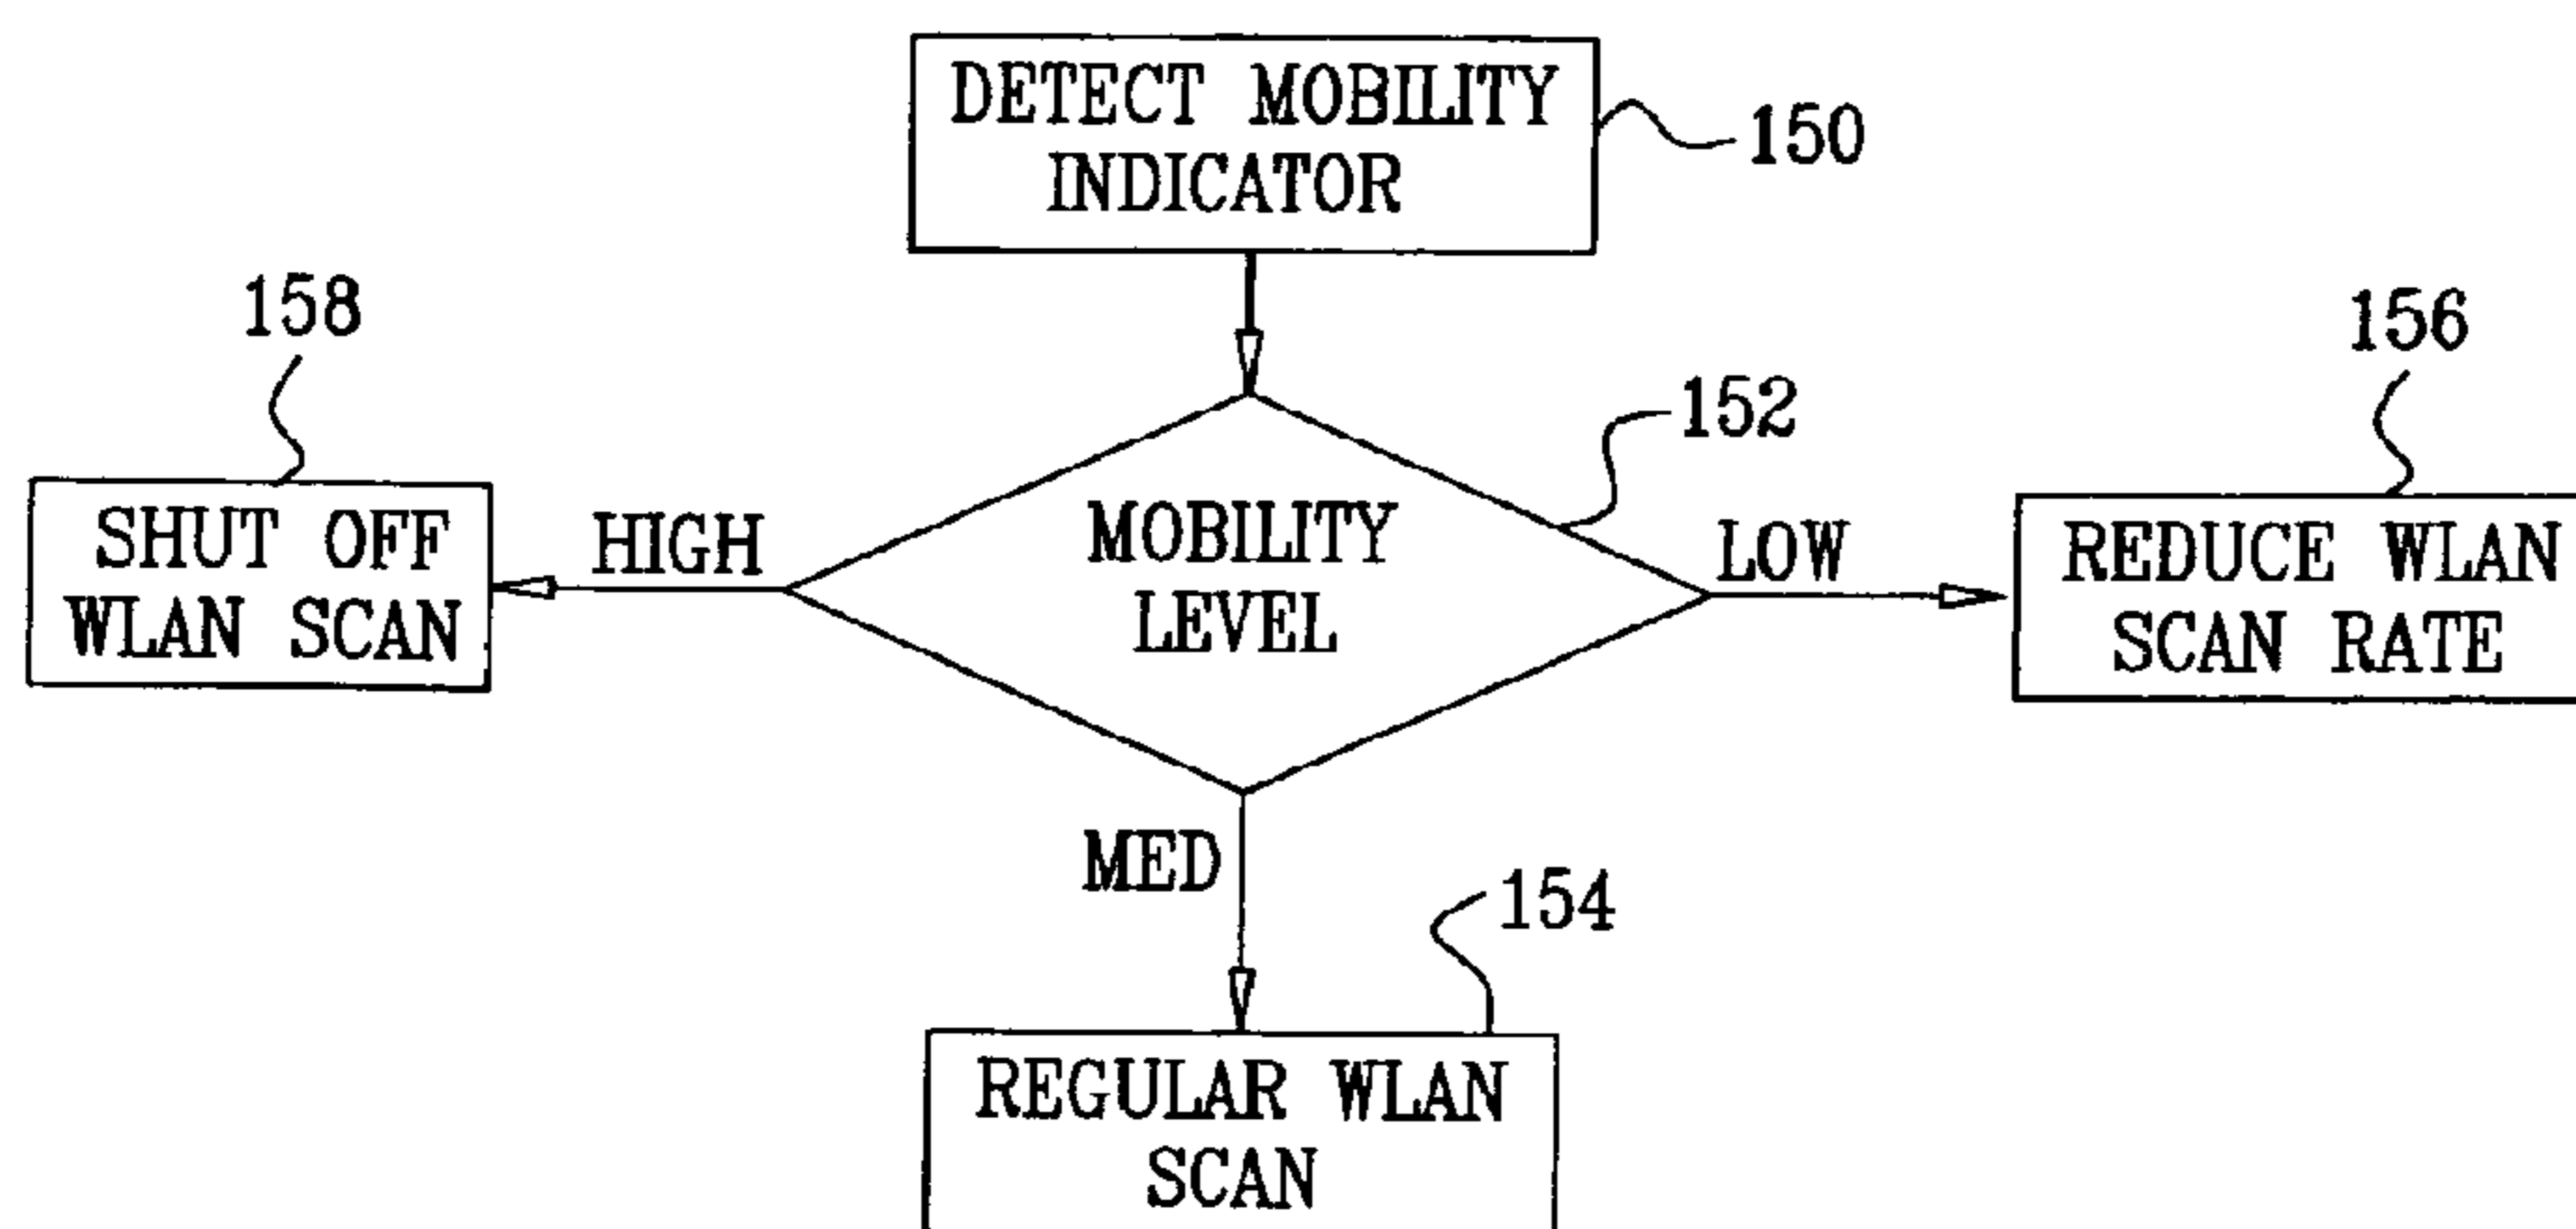 DETECT MOBILITY
INDICATOR
150
158
156
152
SHUT OFF
WLAN SCAN
HIGH
MOBILITY
LEVEL
LOW
REDUCE WLAN
SCAN RATE
MED
154
REGULAR WLAN
SCAN